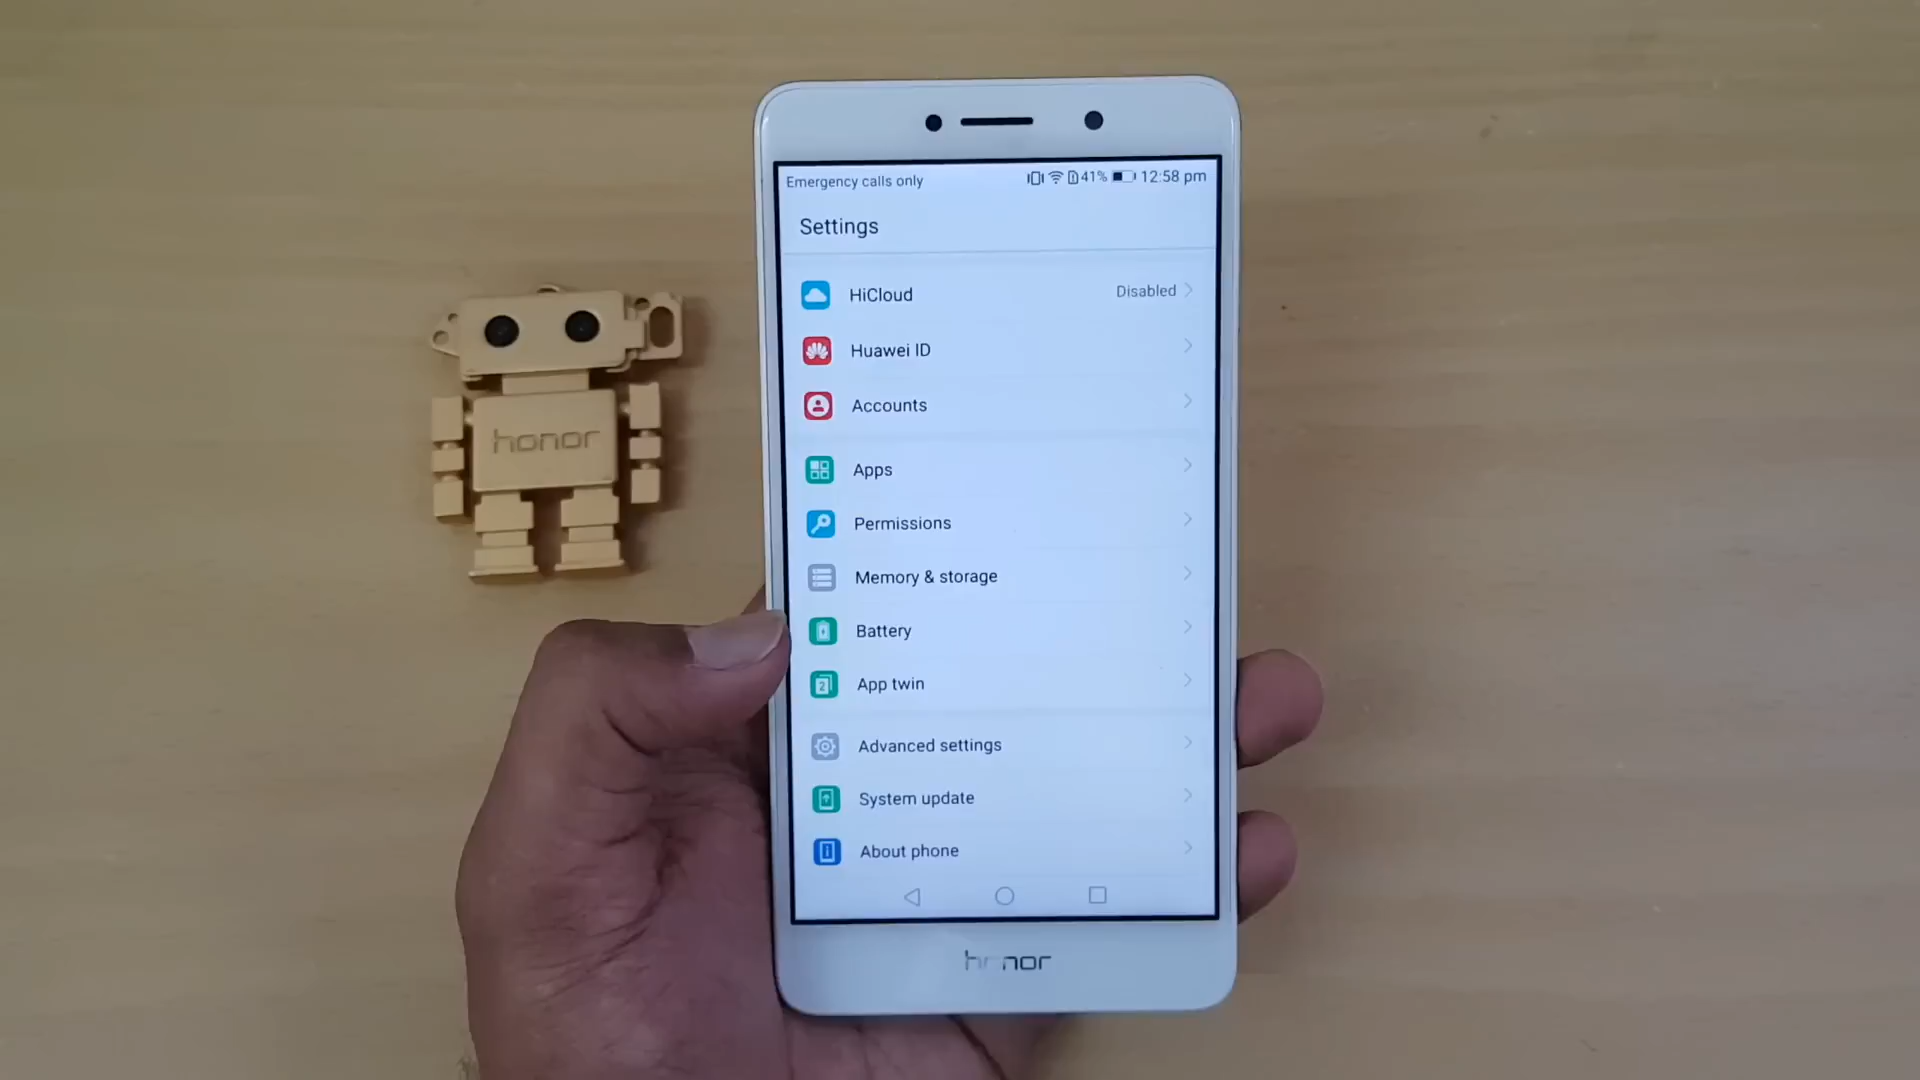 Emergency calls only 41% 12:58 pm
Settings
HiCloud Disabled
Huawei ID
Accounts
Apps
Permissions
Memory & storage
Battery
App twin
Advanced settings
System update
About phone
honor
honor